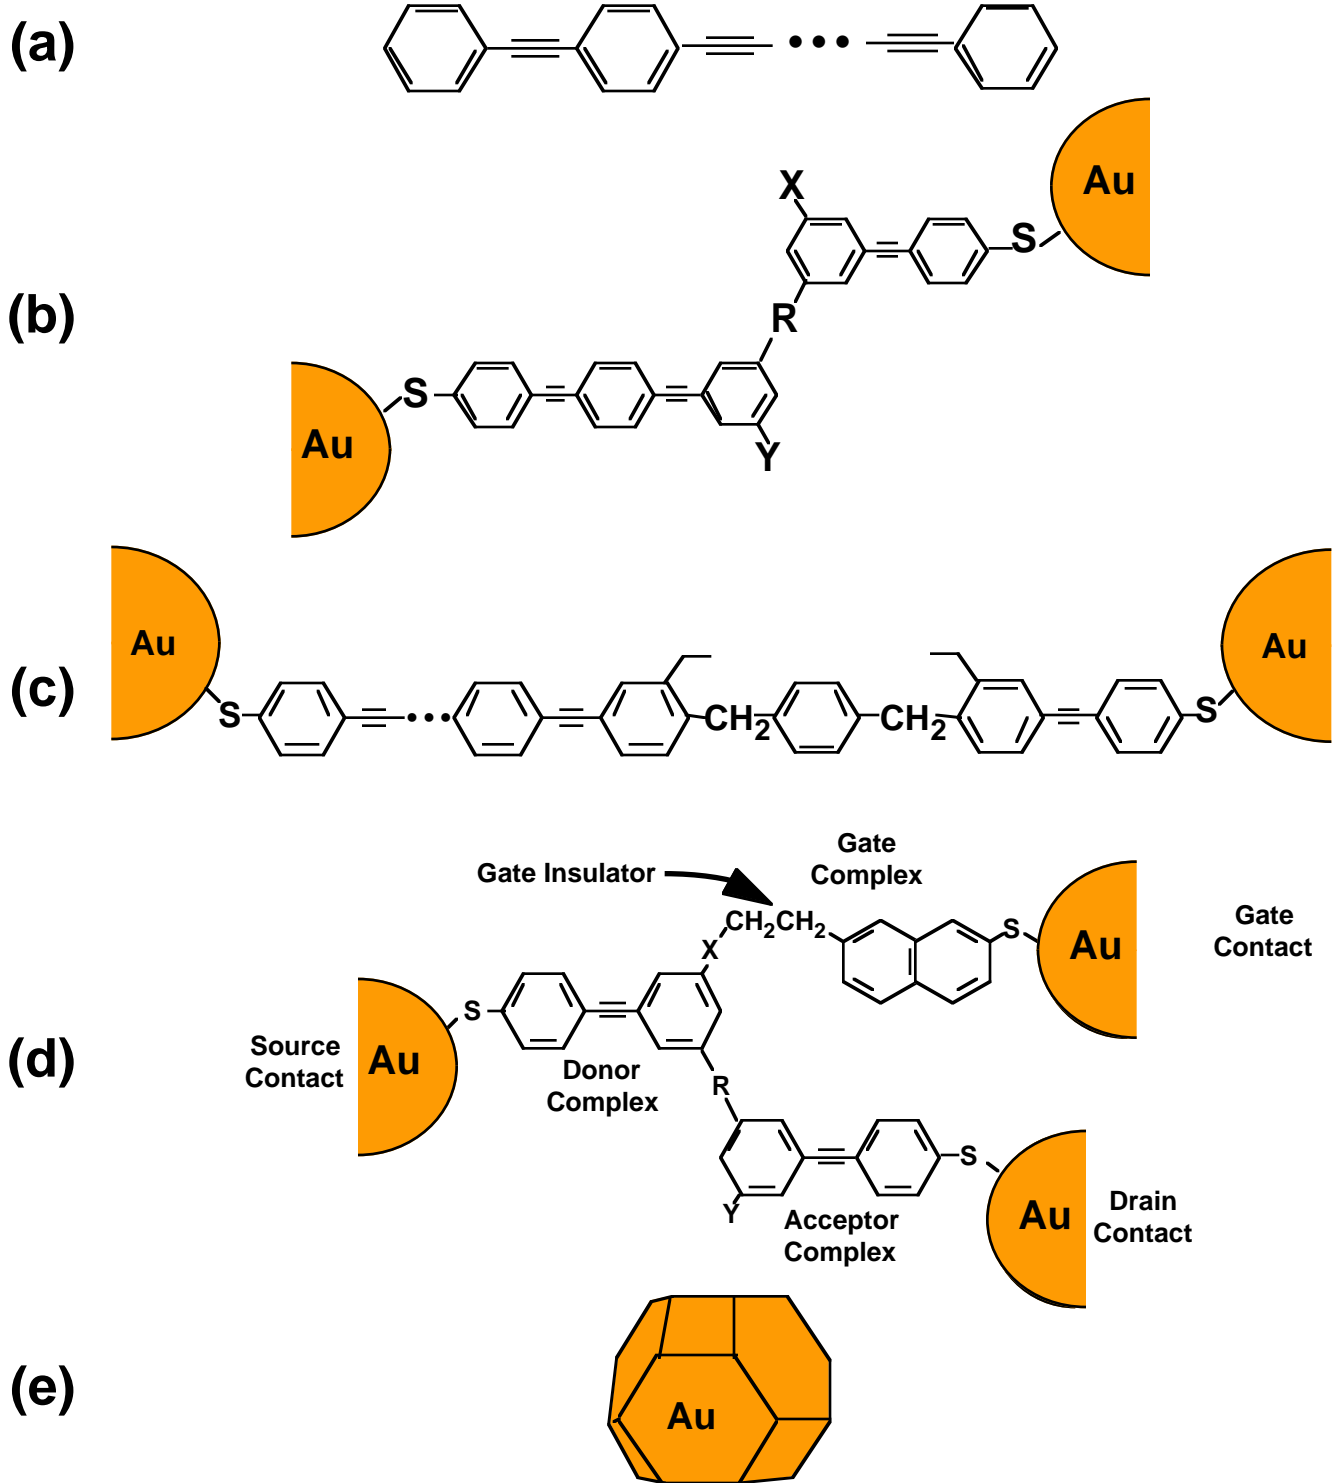 (a)
Au
X
S
(b)
R
S
Au
Y
Au
Au
(c)
S
CH2
CH2
S
Gate
Complex
Gate Insulator
CH2CH2
Gate
Contact
S
Au
X
S
Source
Contact
Au
(d)
Donor
Complex
R
S
Y
Acceptor
Complex
Au
Drain
Contact
(e)
Au